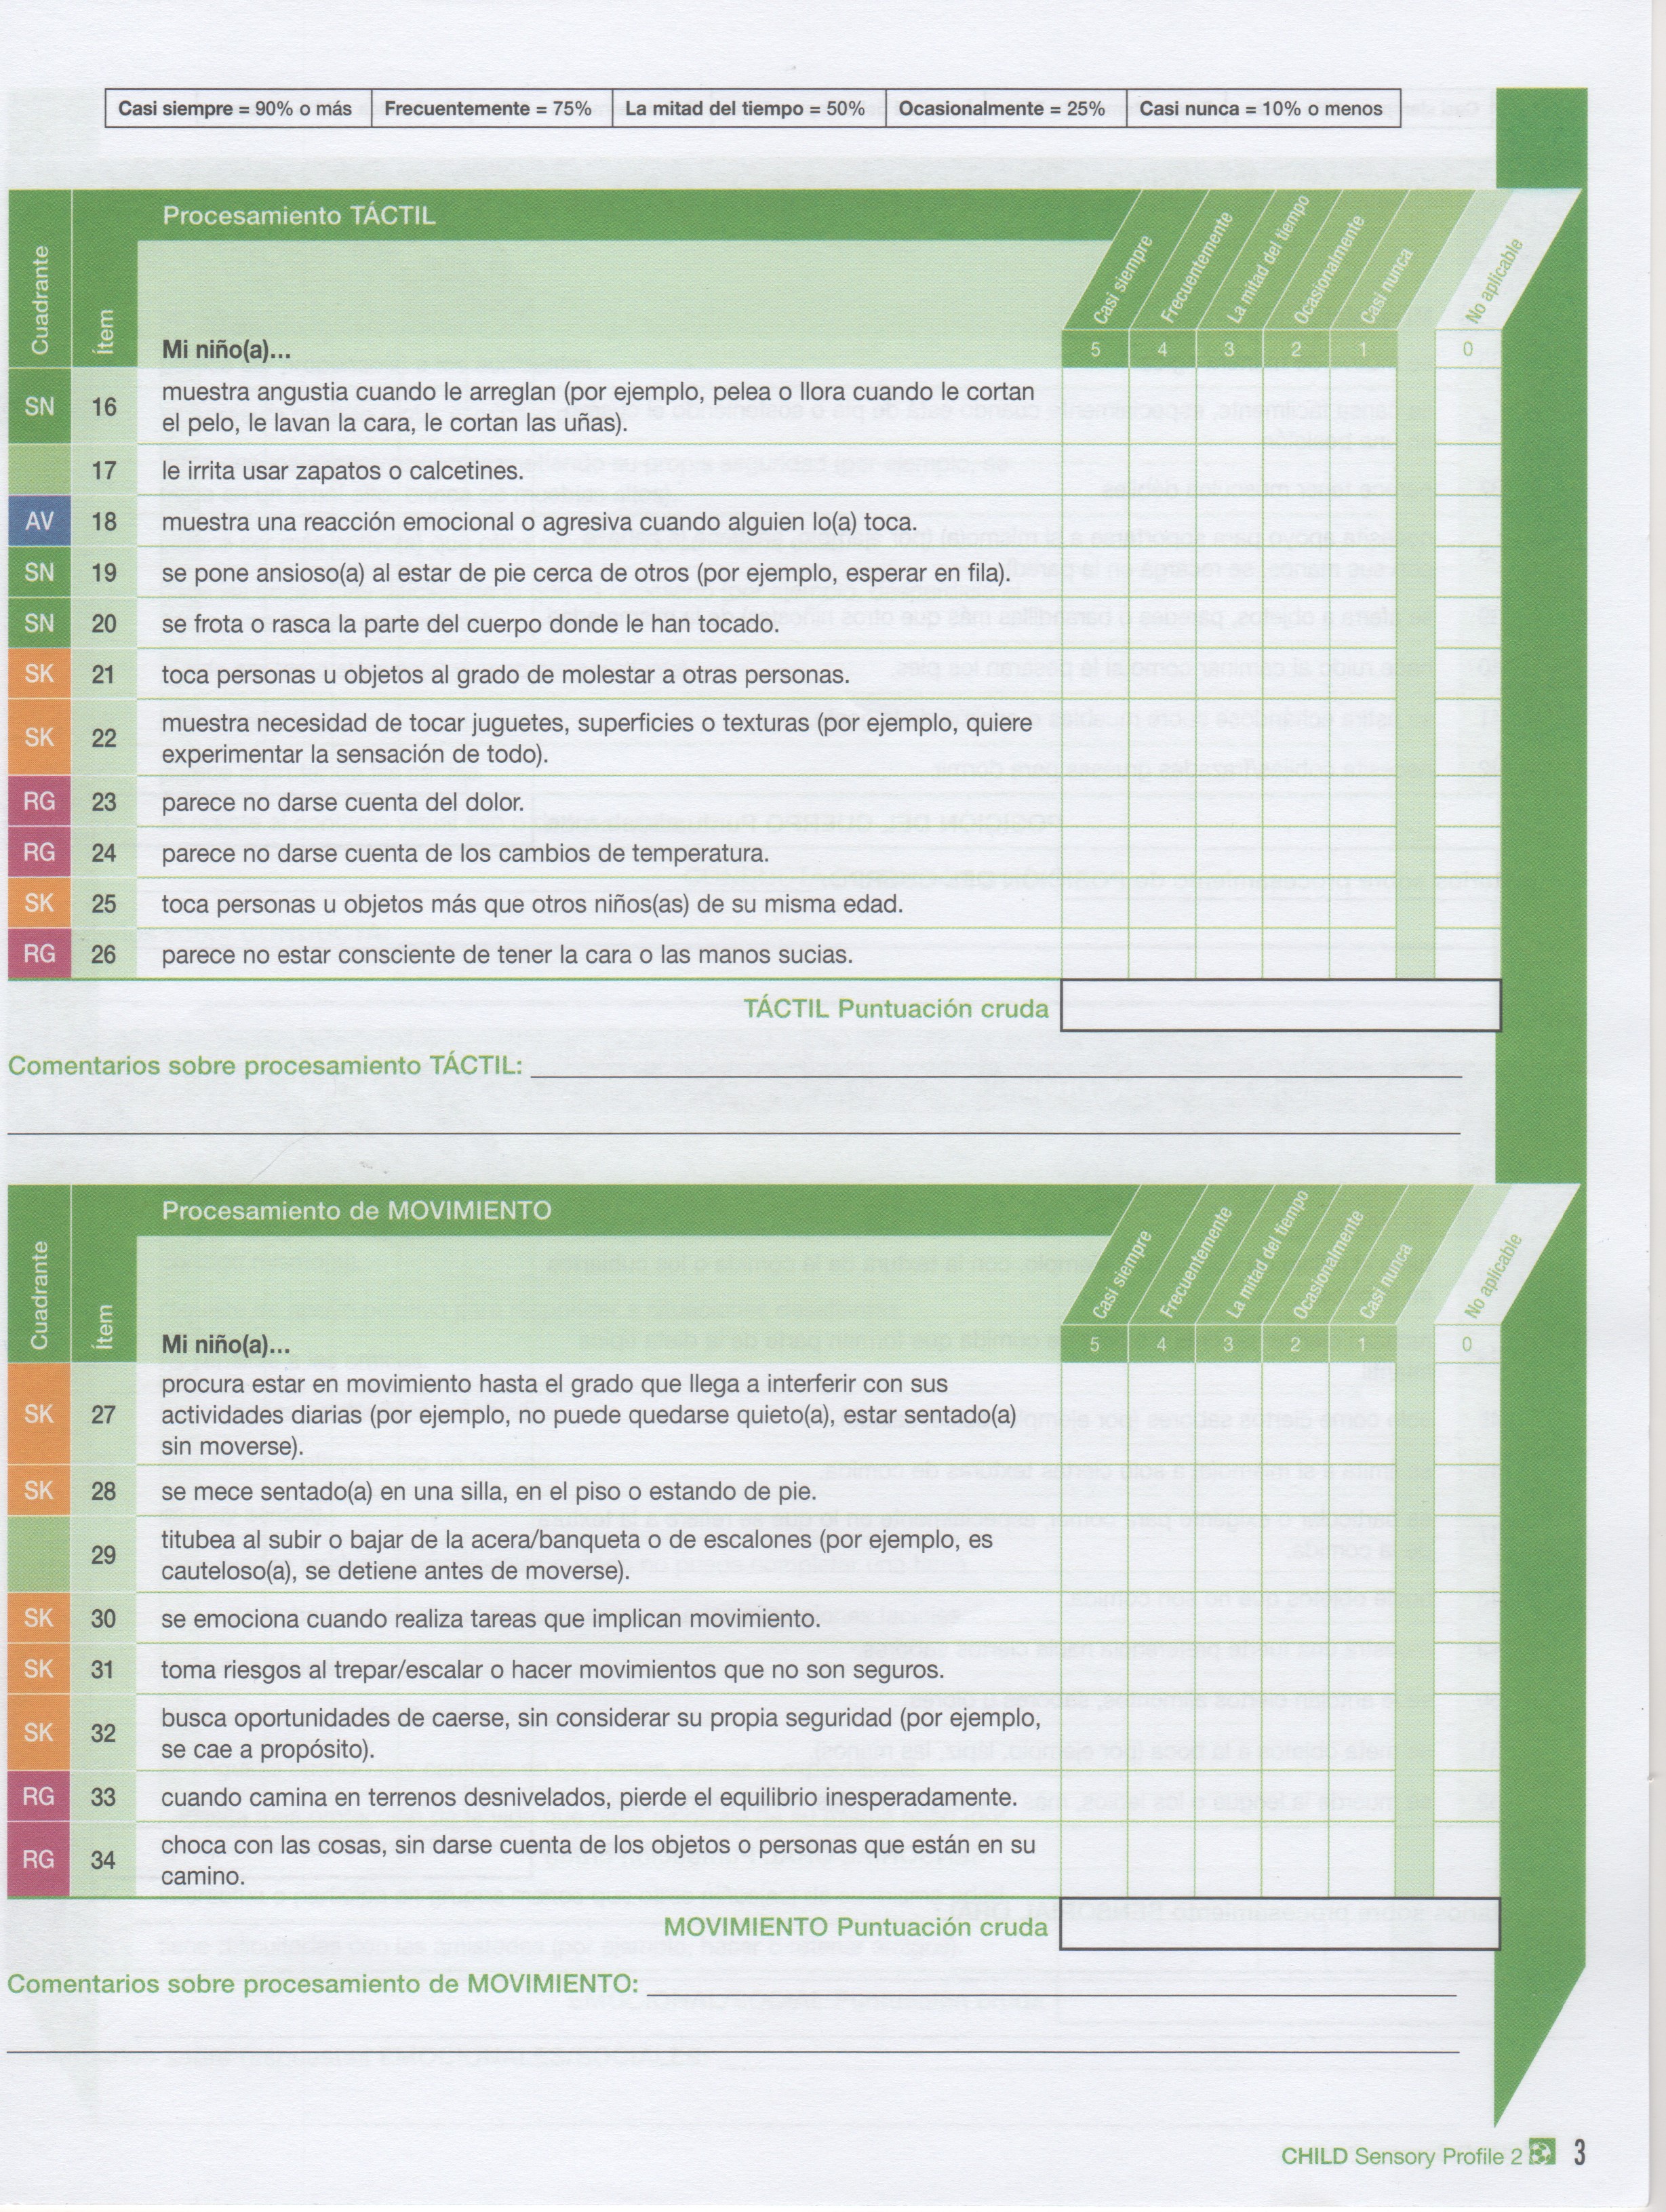 Casi siempre = 90% o más | Frecuentemente = 75% | La mitad del tiempo = 50% | Ocasionalmente = 25% | Casi nunca = 10% o menos
Procesamiento TÁCTIL
Cuadrante
Ítem
Mi niño(a)...
Casi siempre
Frecuentemente
La mitad del tiempo
Ocasionalmente
Casi nunca
No aplicable
5 4 3 2 1 0
SN 16 muestra angustia cuando le arreglan (por ejemplo, pelea o llora cuando le cortan
el pelo, le lavan la cara, le cortan las uñas).
17 le irrita usar zapatos o calcetines.
AV 18 muestra una reacción emocional o agresiva cuando alguien lo(a) toca.
SN 19 se pone ansioso(a) al estar de pie cerca de otros (por ejemplo, esperar en fila).
SN 20 se frota o rasca la parte del cuerpo donde le han tocado.
SK 21 toca personas u objetos al grado de molestar a otras personas.
SK 22 muestra necesidad de tocar juguetes, superficies o texturas (por ejemplo, quiere
experimentar la sensación de todo).
RG 23 parece no darse cuenta del dolor.
RG 24 parece no darse cuenta de los cambios de temperatura.
SK 25 toca personas u objetos más que otros niños(as) de su misma edad.
RG 26 parece no estar consciente de tener la cara o las manos sucias.
TÁCTIL Puntuación cruda
Comentarios sobre procesamiento TÁCTIL:
Procesamiento de MOVIMIENTO
Cuadrante
Ítem
Mi niño(a)...
Casi siempre
Frecuentemente
La mitad del tiempo
Ocasionalmente
Casi nunca
No aplicable
5 4 3 2 1 0
SK 27 procura estar en movimiento hasta el grado que llega a interferir con sus
actividades diarias (por ejemplo, no puede quedarse quieto(a), estar sentado(a)
sin moverse).
SK 28 se mece sentado(a) en una silla, en el piso o estando de pie.
29 titubea al subir o bajar de la acera/banqueta o de escalones (por ejemplo, es
cauteloso(a), se detiene antes de moverse).
SK 30 se emociona cuando realiza tareas que implican movimiento.
SK 31 toma riesgos al trepar/escalar o hacer movimientos que no son seguros.
SK 32 busca oportunidades de caerse, sin considerar su propia seguridad (por ejemplo,
se cae a propósito).
RG 33 cuando camina en terrenos desnivelados, pierde el equilibrio inesperadamente.
RG 34 choca con las cosas, sin darse cuenta de los objetos o personas que están en su
camino.
MOVIMIENTO Puntuación cruda
Comentarios sobre procesamiento de MOVIMIENTO:
CHILD Sensory Profile 2 3